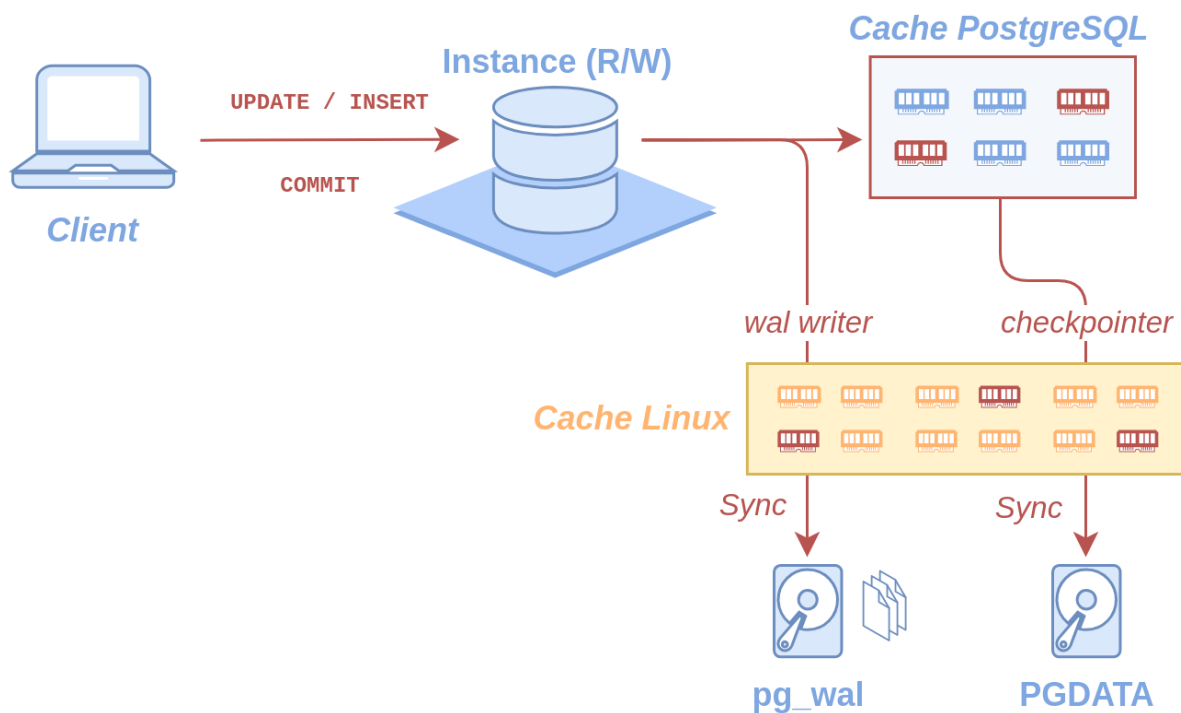 Cache PostgreSQL
Instance (R/W)
UPDATE / INSERT
COMMIT
Client
wal writer
checkpointer
Cache Linux
Sync
Sync
pg_wal
PGDATA